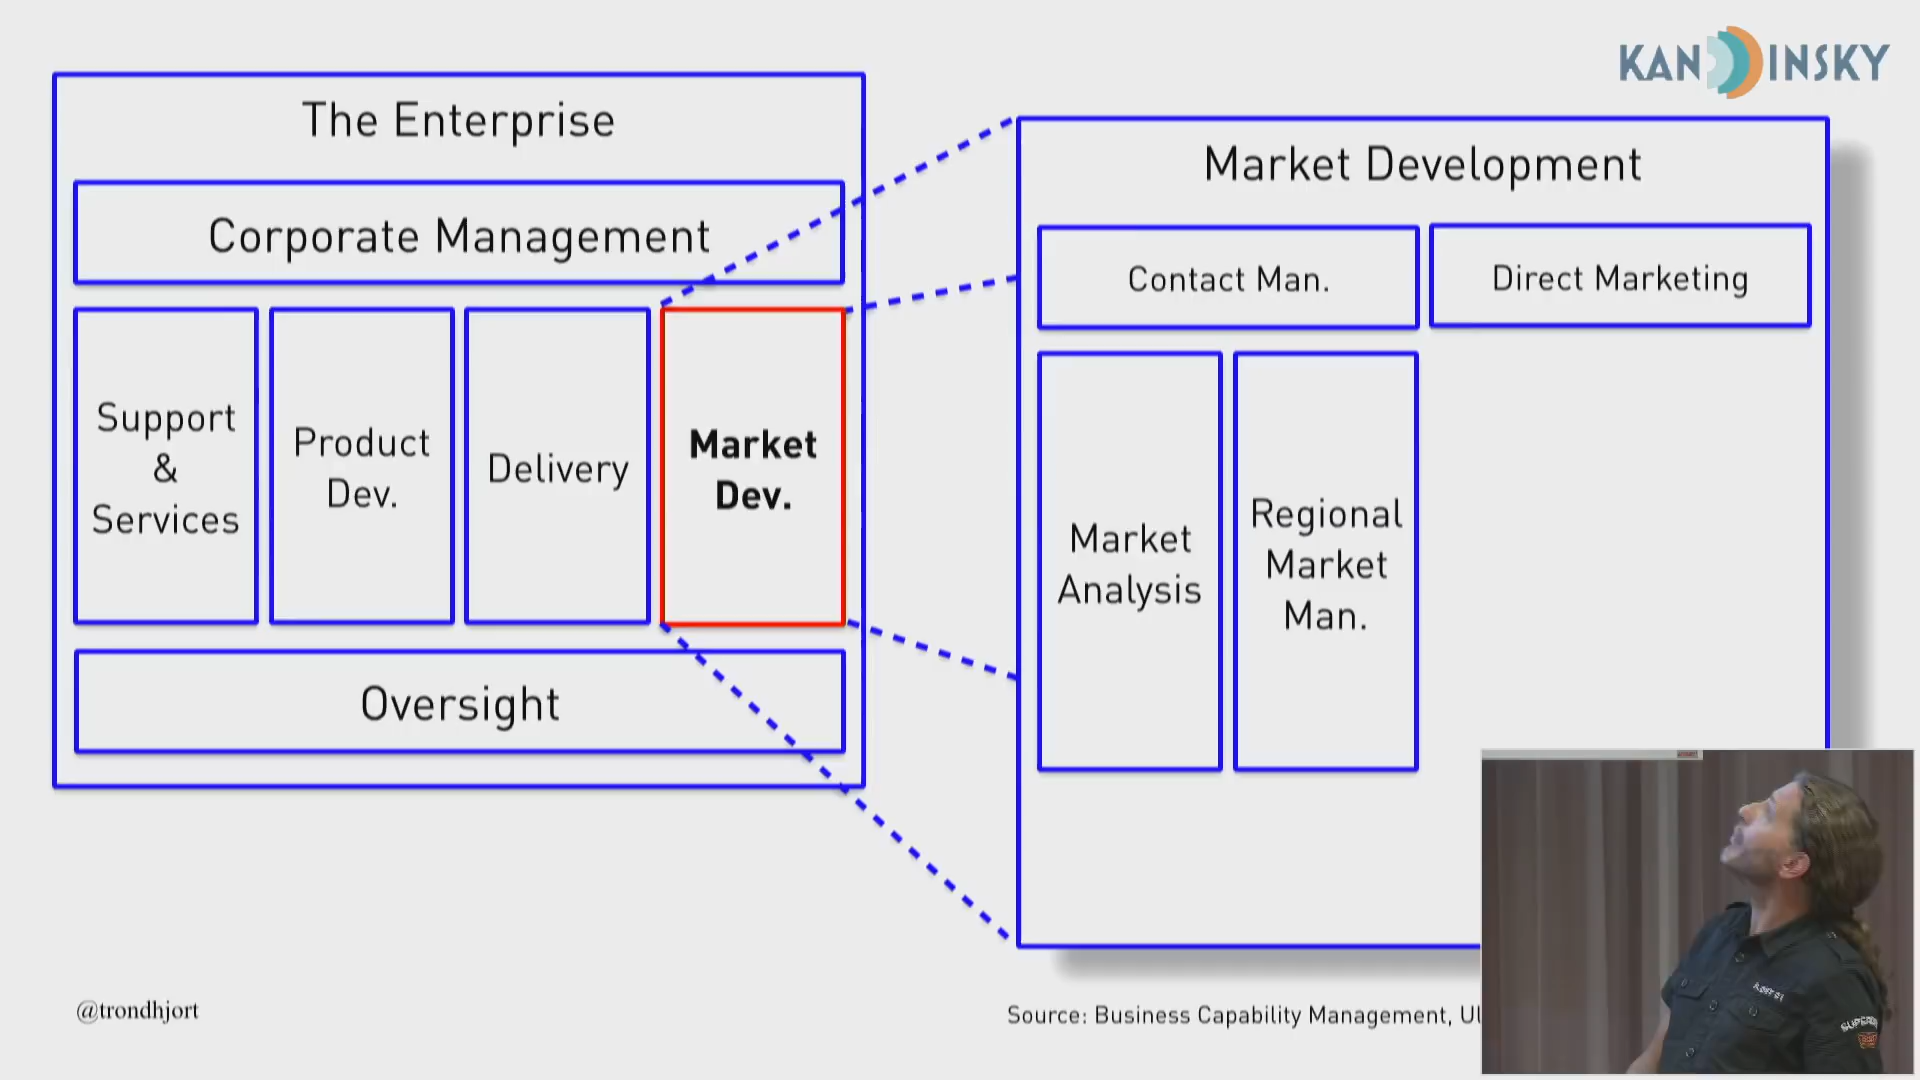 KANDINSKY
The Enterprise
Corporate Management
Support
&
Services
Product
Dev.
Delivery
Market
Dev.
Oversight
Market Development
Contact Man.
Direct Marketing
Market
Analysis
Regional
Market
Man.
@trondhjort
Source: Business Capability Management,